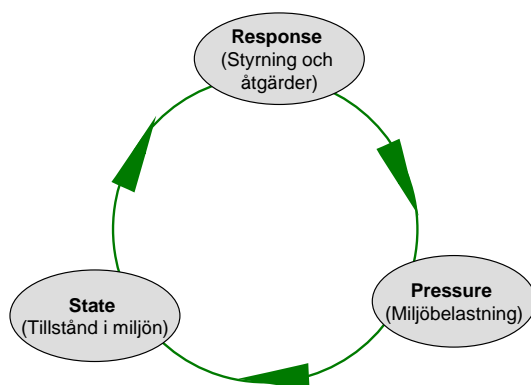 Response
(Styrning och
åtgärder)
Pressure
(Miljöbelastning)
State
(Tillstånd i miljön)